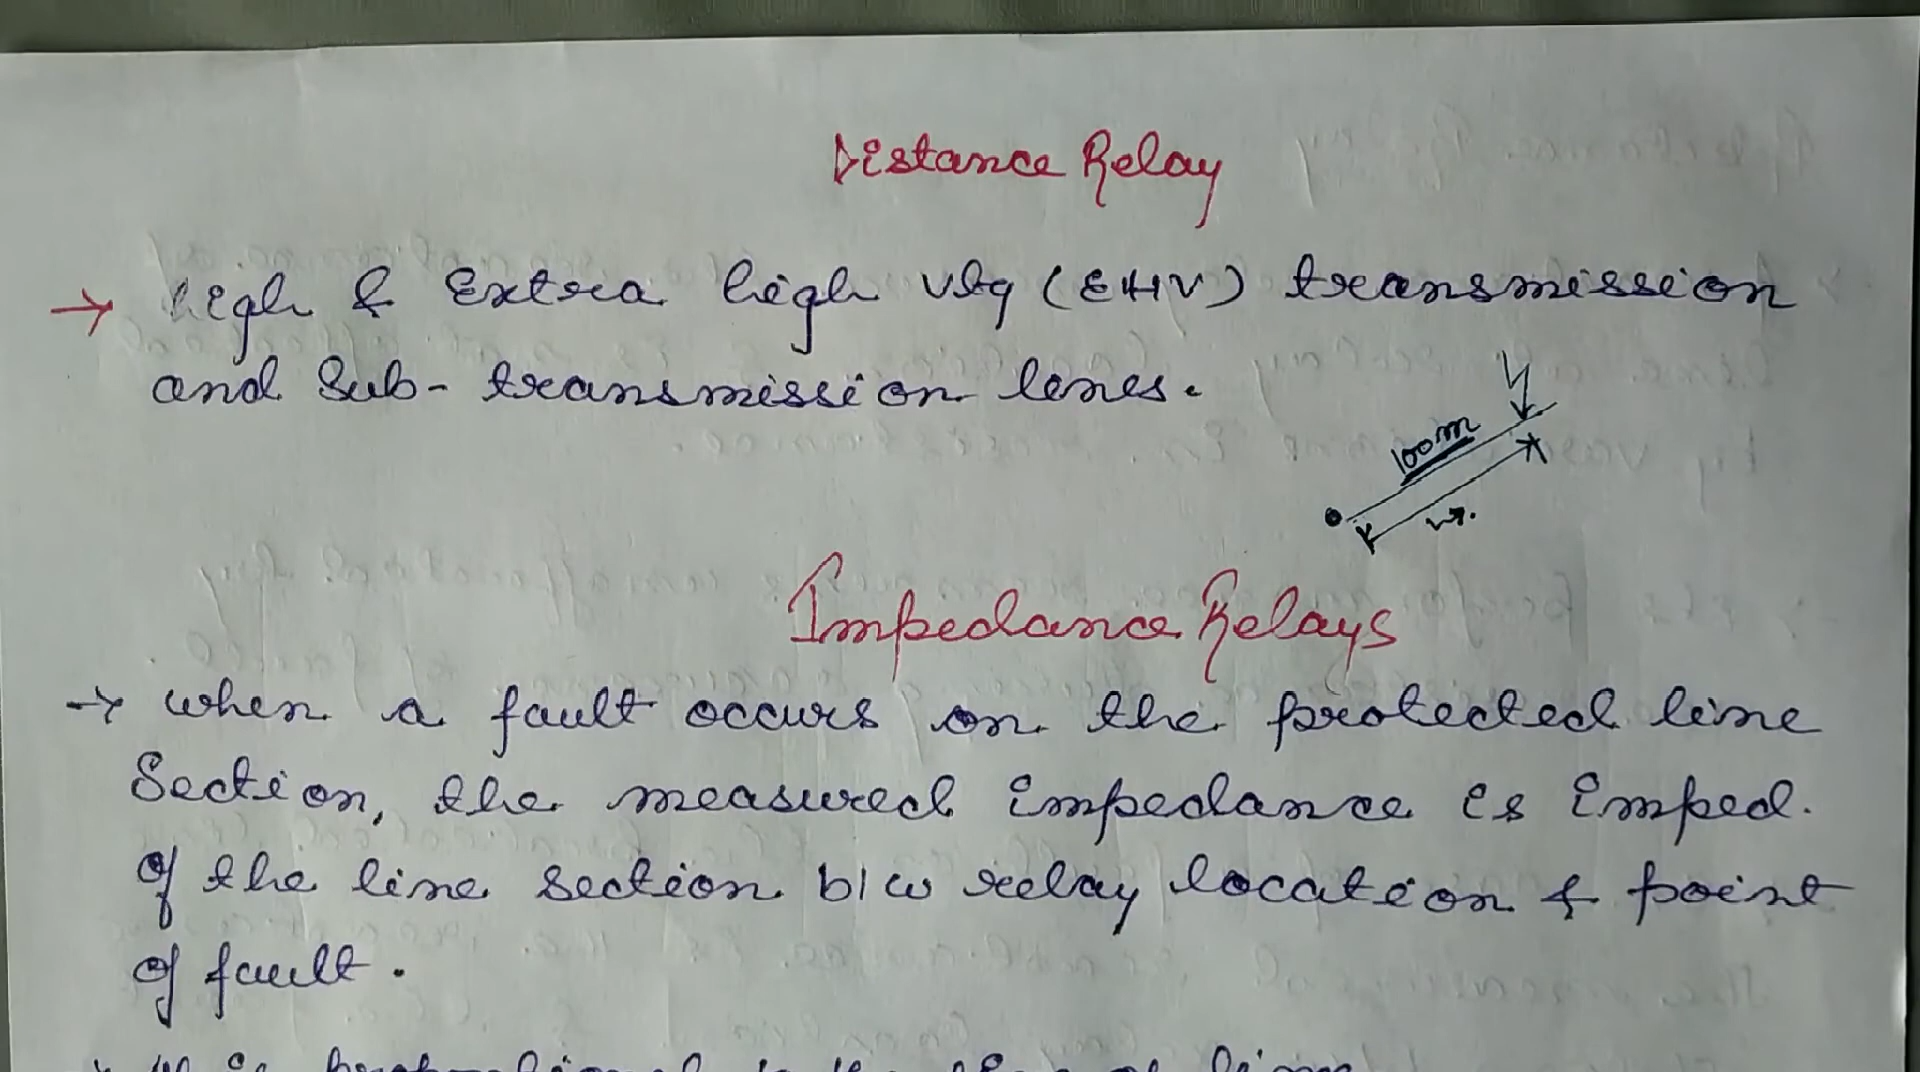 Distance Relay
→ high & Extra high vltg (EHV) transmission
and Sub-transmission lines.
100m
Impedance Relays
→ when a fault occurs on the protected line
Section, the measured impedance is imped.
of the line section b/w relay location & point
of fault.